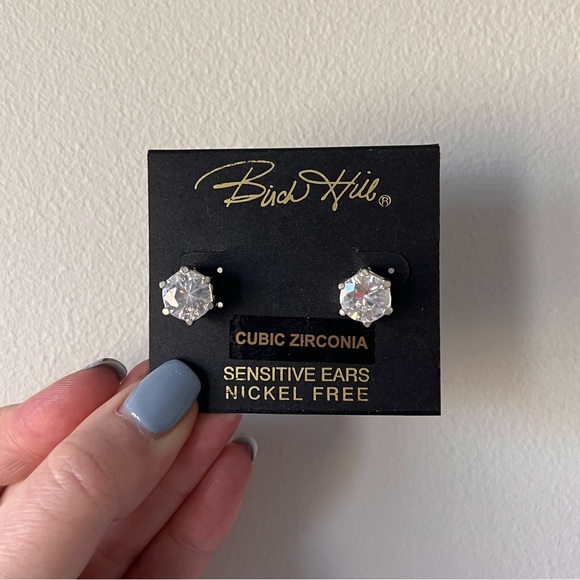 Birch Hill®
CUBIC ZIRCONIA
SENSITIVE EARS
NICKEL FREE